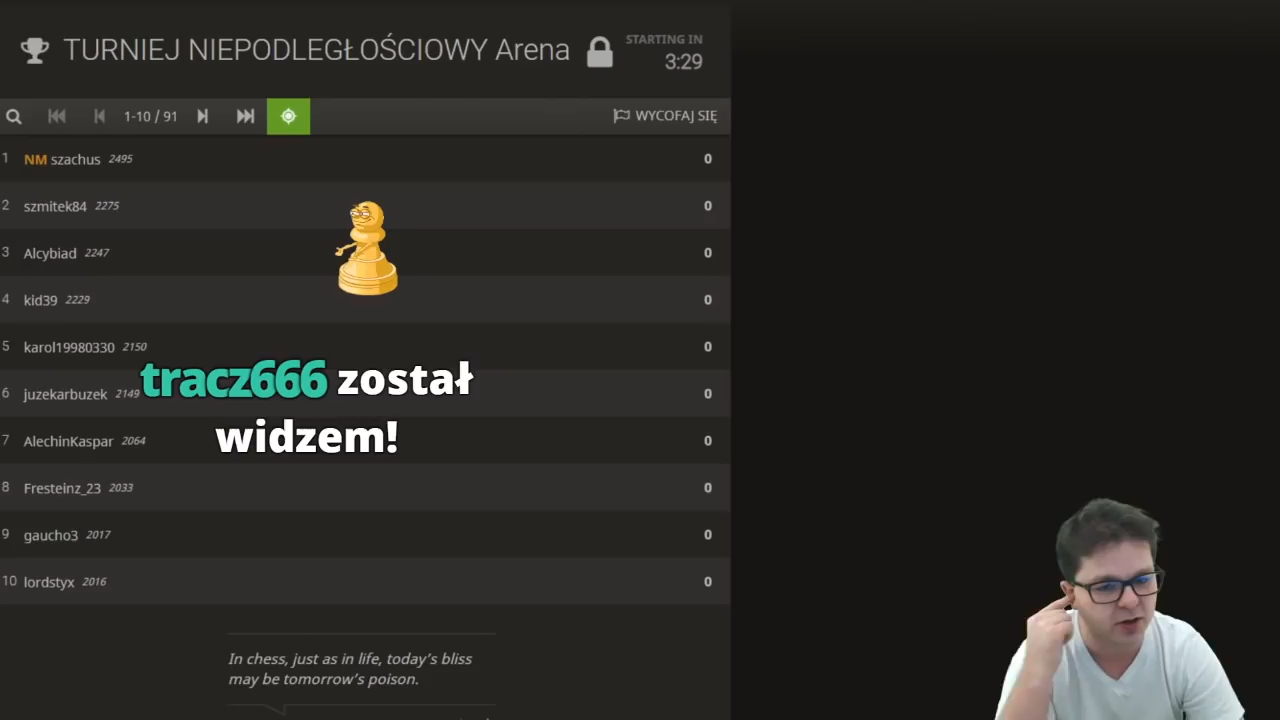 TURNIEJ NIEPODLEGŁOŚCIOWY Arena
STARTING IN
3:29
1-10 / 91
WYCOFAJ SIĘ
1 NM szachus 2495 0
2 szmitek84 2275 0
3 Alcybiad 2247 0
4 kid39 2229 0
5 karol19980330 2150 0
tracz666 został
6 juzekarbuzek 2149 0
widzem!
7 AlechinKaspar 2064 0
8 Fresteinz_23 2033 0
9 gaucho3 2017 0
10 lordstyx 2016 0
In chess, just as in life, today's bliss
may be tomorrow's poison.